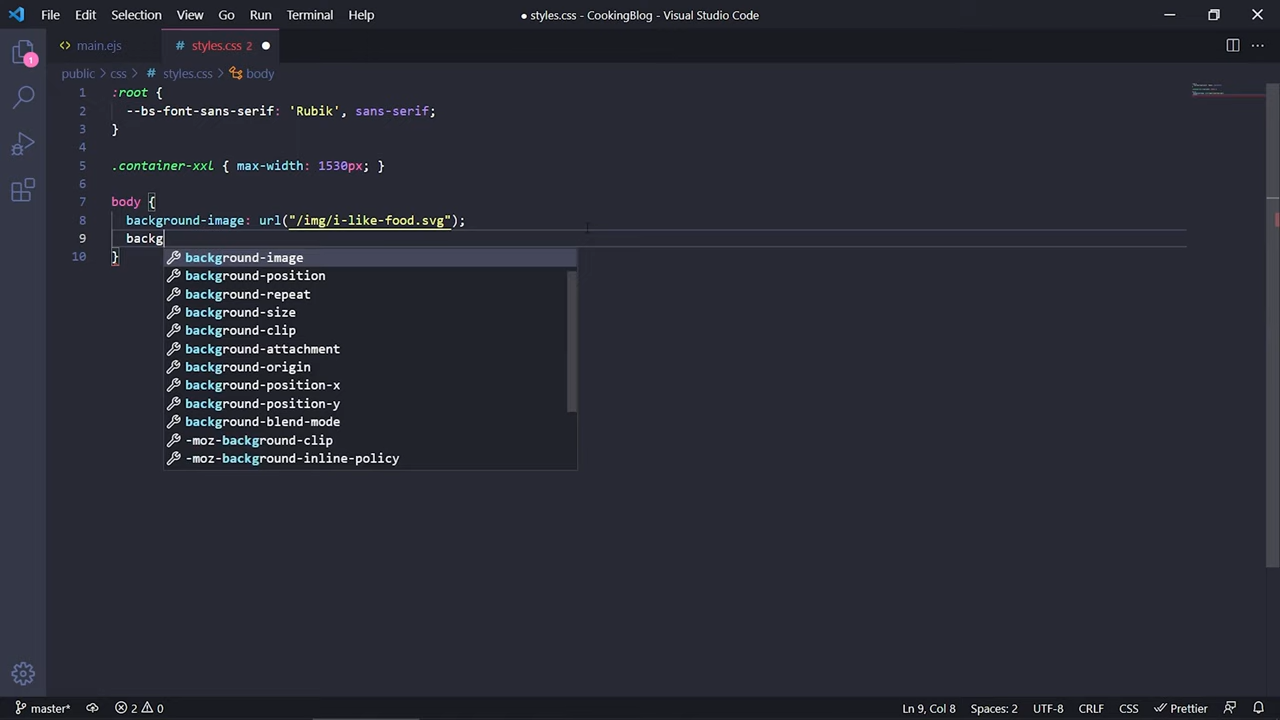 File Edit Selection View Go Run Terminal Help
● styles.css - CookingBlog - Visual Studio Code
<> main.ejs
# styles.css 2 ●
public > css > # styles.css > body
1 :root {
2 --bs-font-sans-serif: 'Rubik', sans-serif;
3 }
4
5 .container-xxl { max-width: 1530px; }
6
7 body {
8 background-image: url("/img/i-like-food.svg");
9 backg
10 }
background-image
background-position
background-repeat
background-size
background-clip
background-attachment
background-origin
background-position-x
background-position-y
background-blend-mode
-moz-background-clip
-moz-background-inline-policy
1
master* 2 0 Ln 9, Col 8 Spaces: 2 UTF-8 CRLF CSS Prettier